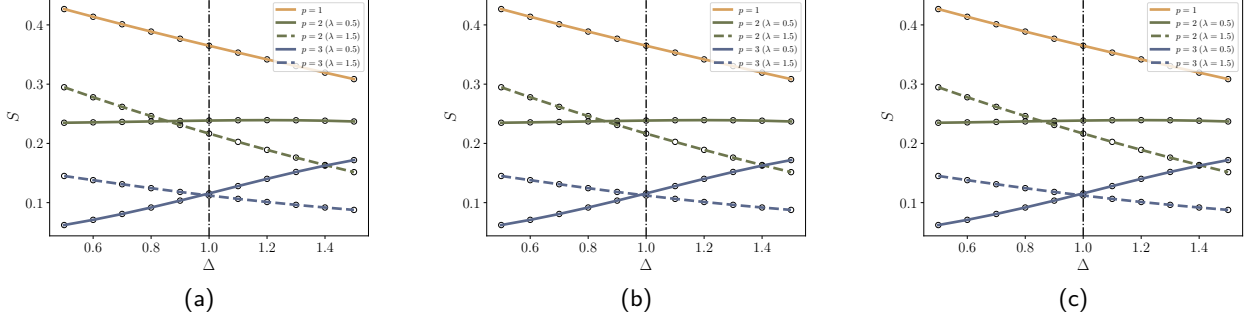 0.4
0.3
0.2
0.1
S
0.6 0.8 1.0 1.2 1.4
Δ
p = 1
p = 2 (λ = 0.5)
p = 2 (λ = 1.5)
p = 3 (λ = 0.5)
p = 3 (λ = 1.5)
(a)
0.4
0.3
0.2
0.1
S
0.6 0.8 1.0 1.2 1.4
Δ
p = 1
p = 2 (λ = 0.5)
p = 2 (λ = 1.5)
p = 3 (λ = 0.5)
p = 3 (λ = 1.5)
(b)
0.4
0.3
0.2
0.1
S
0.6 0.8 1.0 1.2 1.4
Δ
p = 1
p = 2 (λ = 0.5)
p = 2 (λ = 1.5)
p = 3 (λ = 0.5)
p = 3 (λ = 1.5)
(c)